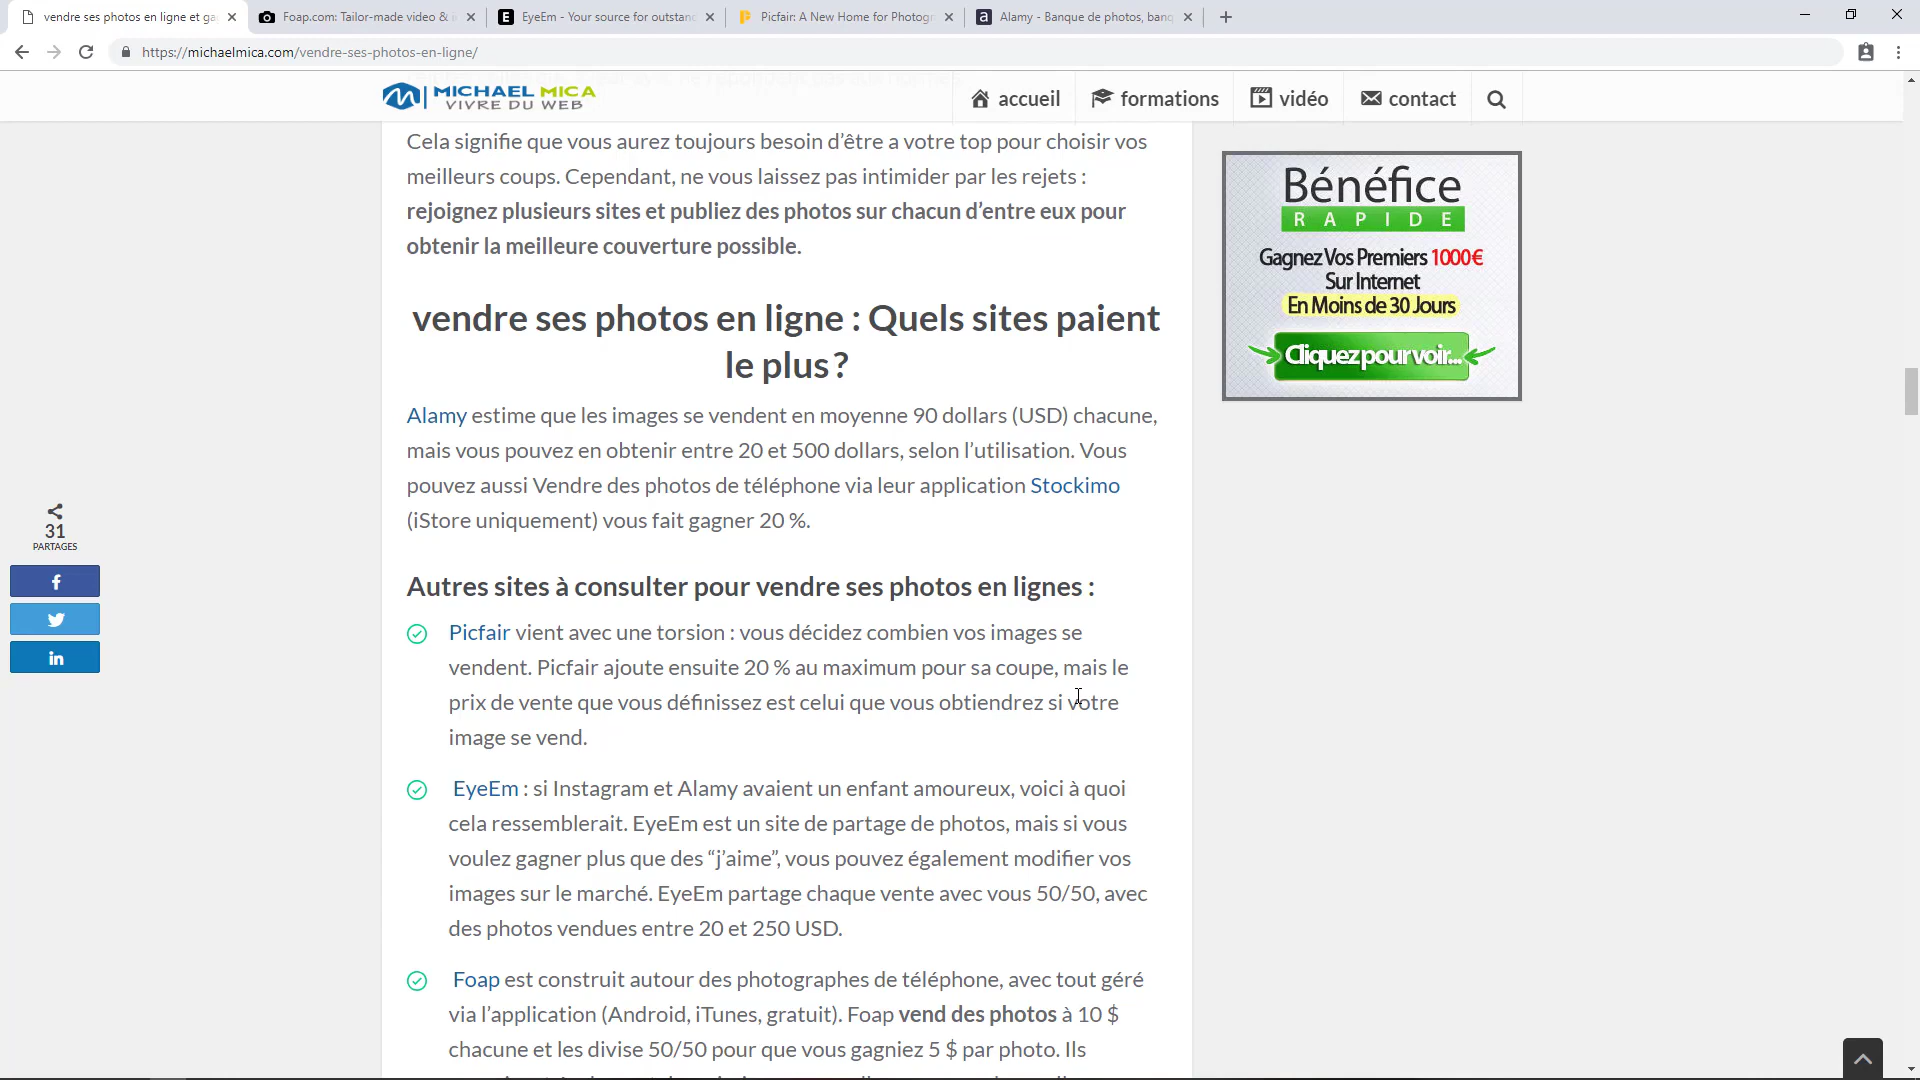 vendre ses photos en ligne et ga
Foap.com: Tailor-made video & i
EyeEm - Your source for outstan
Picfair: A New Home for Photogr
Alamy - Banque de photos, banq
https://michaelmica.com/vendre-ses-photos-en-ligne/
MICHAEL MICA
VIVRE DU WEB
accueil
formations
vidéo
contact
Cela signifie que vous aurez toujours besoin d’être a votre top pour choisir vos
meilleurs coups. Cependant, ne vous laissez pas intimider par les rejets :
rejoignez plusieurs sites et publiez des photos sur chacun d’entre eux pour
obtenir la meilleure couverture possible.
vendre ses photos en ligne : Quels sites paient
le plus ?
Alamy estime que les images se vendent en moyenne 90 dollars (USD) chacune,
mais vous pouvez en obtenir entre 20 et 500 dollars, selon l’utilisation. Vous
pouvez aussi Vendre des photos de téléphone via leur application Stockimo
(iStore uniquement) vous fait gagner 20 %.
Autres sites à consulter pour vendre ses photos en lignes :
Picfair vient avec une torsion : vous décidez combien vos images se
vendent. Picfair ajoute ensuite 20 % au maximum pour sa coupe, mais le
prix de vente que vous définissez est celui que vous obtiendrez si votre
image se vend.
EyeEm : si Instagram et Alamy avaient un enfant amoureux, voici à quoi
cela ressemblerait. EyeEm est un site de partage de photos, mais si vous
voulez gagner plus que des “j’aime”, vous pouvez également modifier vos
images sur le marché. EyeEm partage chaque vente avec vous 50/50, avec
des photos vendues entre 20 et 250 USD.
Foap est construit autour des photographes de téléphone, avec tout géré
via l’application (Android, iTunes, gratuit). Foap vend des photos à 10 $
chacune et les divise 50/50 pour que vous gagniez 5 $ par photo. Ils
31
PARTAGES
Bénéfice
RAPIDE
Gagnez Vos Premiers 1000€
Sur Internet
En Moins de 30 Jours
Cliquez pour voir...